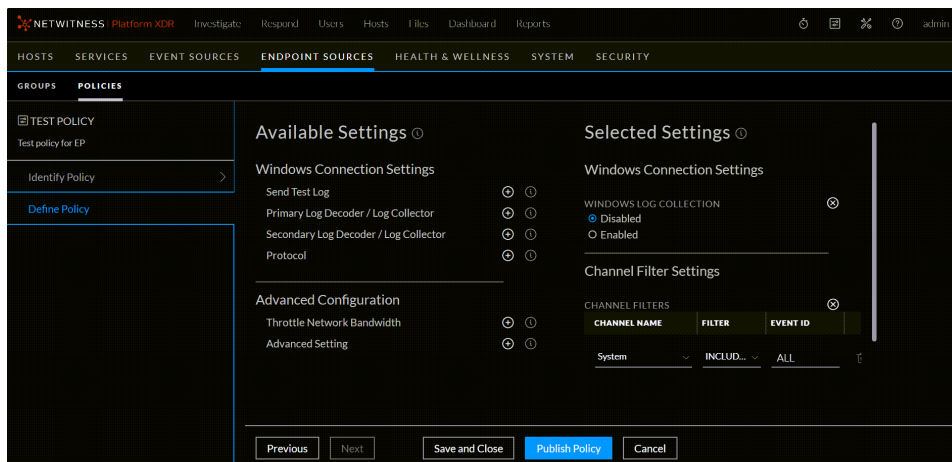 NETWITNESS Platform XDR Investigate Respond Users Hosts Files Dashboard Reports admin
HOSTS SERVICES EVENT SOURCES ENDPOINT SOURCES HEALTH & WELLNESS SYSTEM SECURITY
GROUPS POLICIES
TEST POLICY
Test policy for EP
Identify Policy
Define Policy
Available Settings
Windows Connection Settings
Send Test Log
Primary Log Decoder / Log Collector
Secondary Log Decoder / Log Collector
Protocol
Advanced Configuration
Throttle Network Bandwidth
Advanced Setting
Selected Settings
Windows Connection Settings
WINDOWS LOG COLLECTION
Disabled
Enabled
Channel Filter Settings
CHANNEL FILTERS
CHANNEL NAME FILTER EVENT ID
System INCLUD... ALL
Previous Next Save and Close Publish Policy Cancel